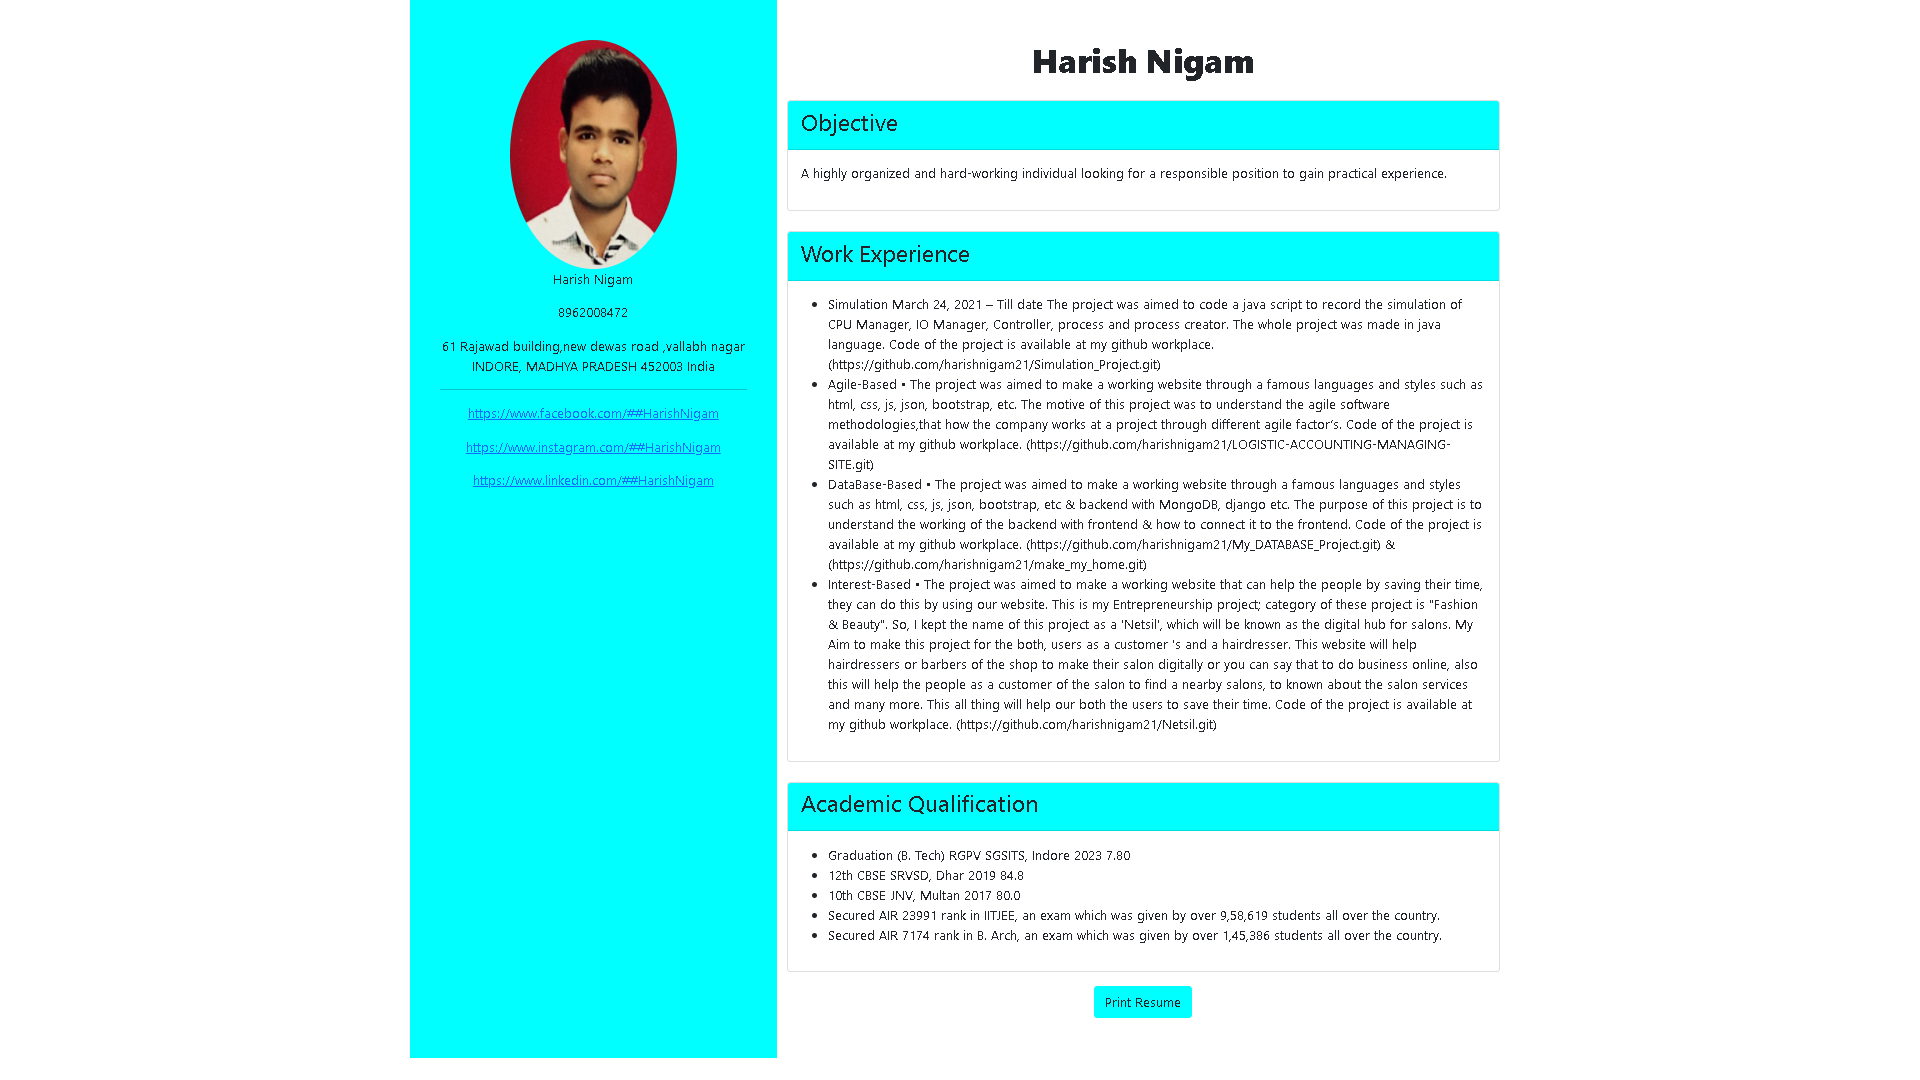 Harish Nigam
8962008472
61 Rajawad building,new dewas road ,vallabh nagar
INDORE, MADHYA PRADESH 452003 India
https://www.facebook.com/##HarishNigam
https://www.instagram.com/##HarishNigam
https://www.linkedin.com/##HarishNigam
Harish Nigam
Objective
A highly organized and hard-working individual looking for a responsible position to gain practical experience.
Work Experience
• Simulation March 24, 2021 – Till date The project was aimed to code a java script to record the simulation of
CPU Manager, IO Manager, Controller, process and process creator. The whole project was made in java
language. Code of the project is available at my github workplace.
(https://github.com/harishnigam21/Simulation_Project.git)
• Agile-Based • The project was aimed to make a working website through a famous languages and styles such as
html, css, js, json, bootstrap, etc. The motive of this project was to understand the agile software
methodologies,that how the company works at a project through different agile factor’s. Code of the project is
available at my github workplace. (https://github.com/harishnigam21/LOGISTIC-ACCOUNTING-MANAGING-
SITE.git)
• DataBase-Based • The project was aimed to make a working website through a famous languages and styles
such as html, css, js, json, bootstrap, etc & backend with MongoDB, django etc. The purpose of this project is to
understand the working of the backend with frontend & how to connect it to the frontend. Code of the project is
available at my github workplace. (https://github.com/harishnigam21/My_DATABASE_Project.git) &
(https://github.com/harishnigam21/make_my_home.git)
• Interest-Based • The project was aimed to make a working website that can help the people by saving their time,
they can do this by using our website. This is my Entrepreneurship project; category of these project is "Fashion
& Beauty". So, I kept the name of this project as a 'Netsil', which will be known as the digital hub for salons. My
Aim to make this project for the both, users as a customer 's and a hairdresser. This website will help
hairdressers or barbers of the shop to make their salon digitally or you can say that to do business online, also
this will help the people as a customer of the salon to find a nearby salons, to known about the salon services
and many more. This all thing will help our both the users to save their time. Code of the project is available at
my github workplace. (https://github.com/harishnigam21/Netsil.git)
Academic Qualification
• Graduation (B. Tech) RGPV SGSITS, Indore 2023 7.80
• 12th CBSE SRVSD, Dhar 2019 84.8
• 10th CBSE JNV, Multan 2017 80.0
• Secured AIR 23991 rank in IITJEE, an exam which was given by over 9,58,619 students all over the country.
• Secured AIR 7174 rank in B. Arch, an exam which was given by over 1,45,386 students all over the country.
Print Resume